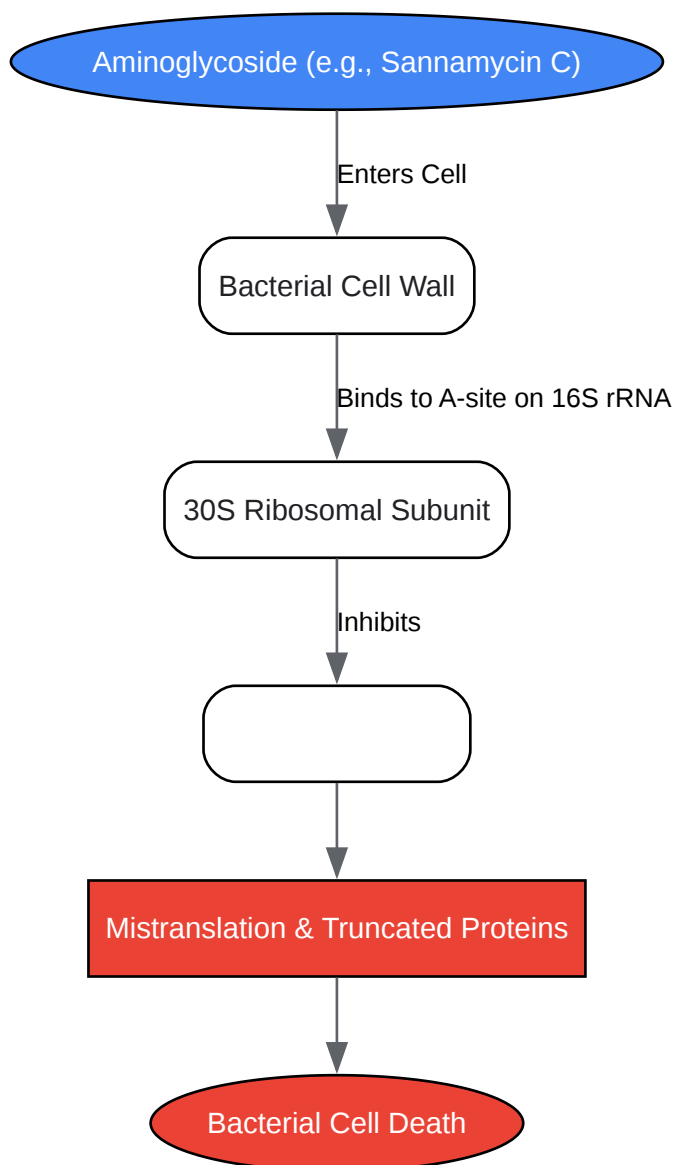 Aminoglycoside (e.g., Sannamycin C)
Enters Cell
Bacterial Cell Wall
Binds to A-site on 16S rRNA
30S Ribosomal Subunit
Inhibits
Mistranslation & Truncated Proteins
Bacterial Cell Death